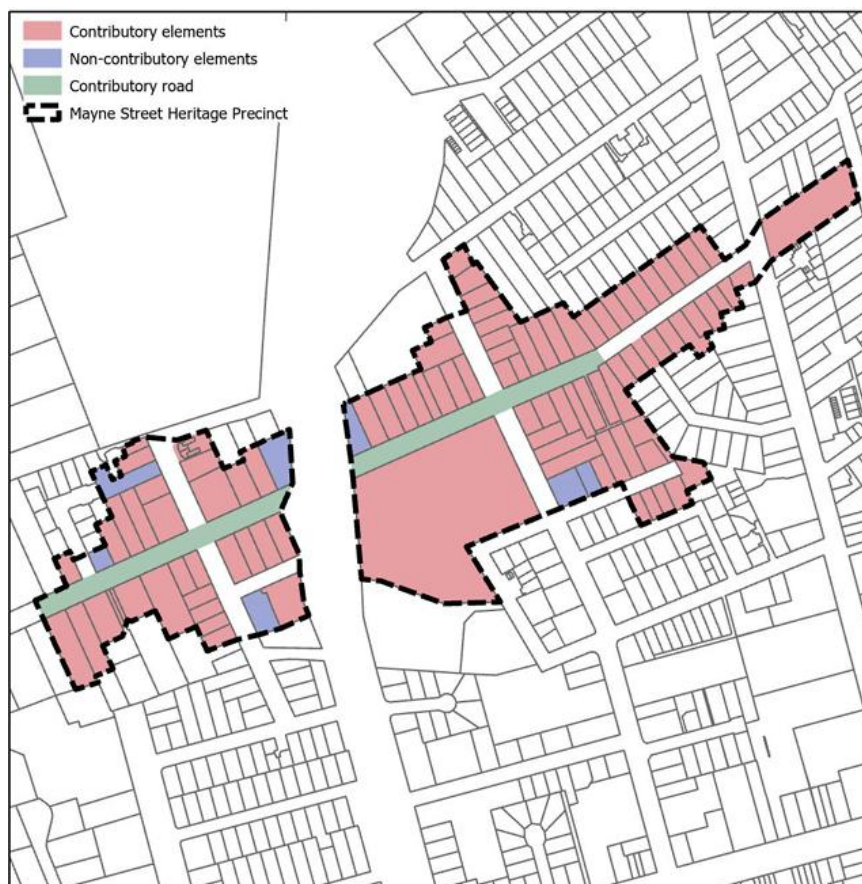 Contributory elements
Non-contributory elements
Contributory road
Mayne Street Heritage Precinct